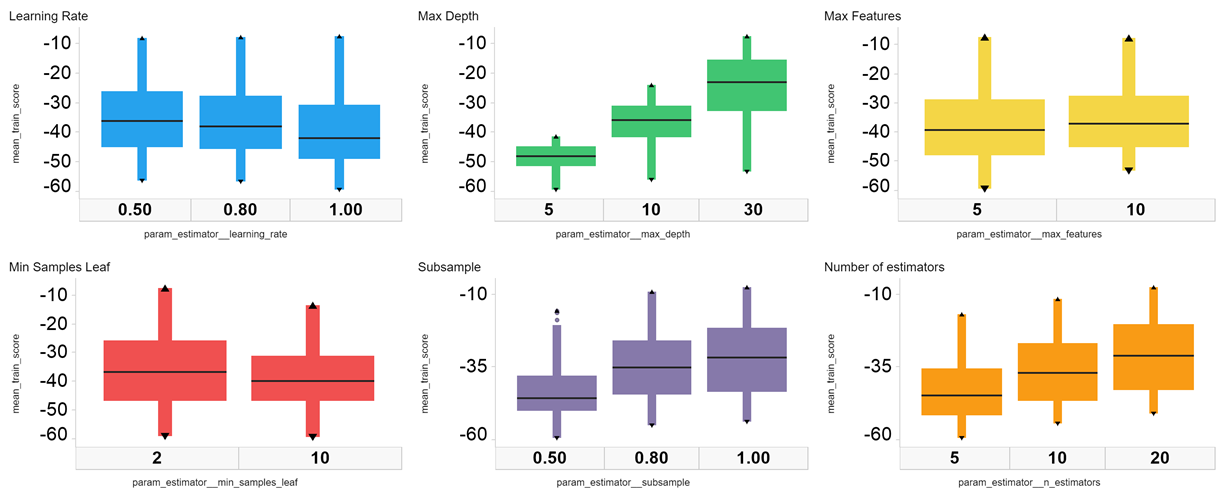 Learning Rate
mean_train_score
-10
-20
-30
-40
-50
-60
0.50 0.80 1.00
param_estimator__learning_rate
Max Depth
mean_train_score
-10
-20
-30
-40
-50
-60
5 10 30
param_estimator__max_depth
Max Features
mean_train_score
-10
-20
-30
-40
-50
-60
5 10
param_estimator__max_features
Min Samples Leaf
mean_train_score
-10
-20
-30
-40
-50
-60
2 10
param_estimator__min_samples_leaf
Subsample
mean_train_score
-10
-35
-60
0.50 0.80 1.00
param_estimator__subsample
Number of estimators
mean_train_score
-10
-35
-60
5 10 20
param_estimator__n_estimators